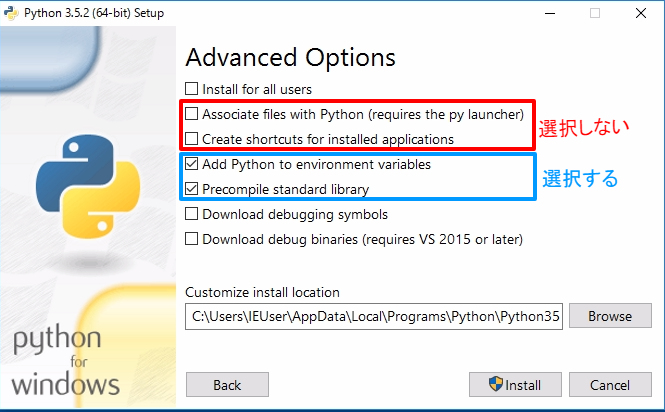 Python 3.5.2 (64-bit) Setup
Advanced Options
Install for all users
Associate files with Python (requires the py launcher)
Create shortcuts for installed applications
選択しない
Add Python to environment variables
Precompile standard library
選択する
Download debugging symbols
Download debug binaries (requires VS 2015 or later)
Customize install location
C:\Users\IEUser\AppData\Local\Programs\Python\Python35
Browse
python
for
windows
Back
Install
Cancel